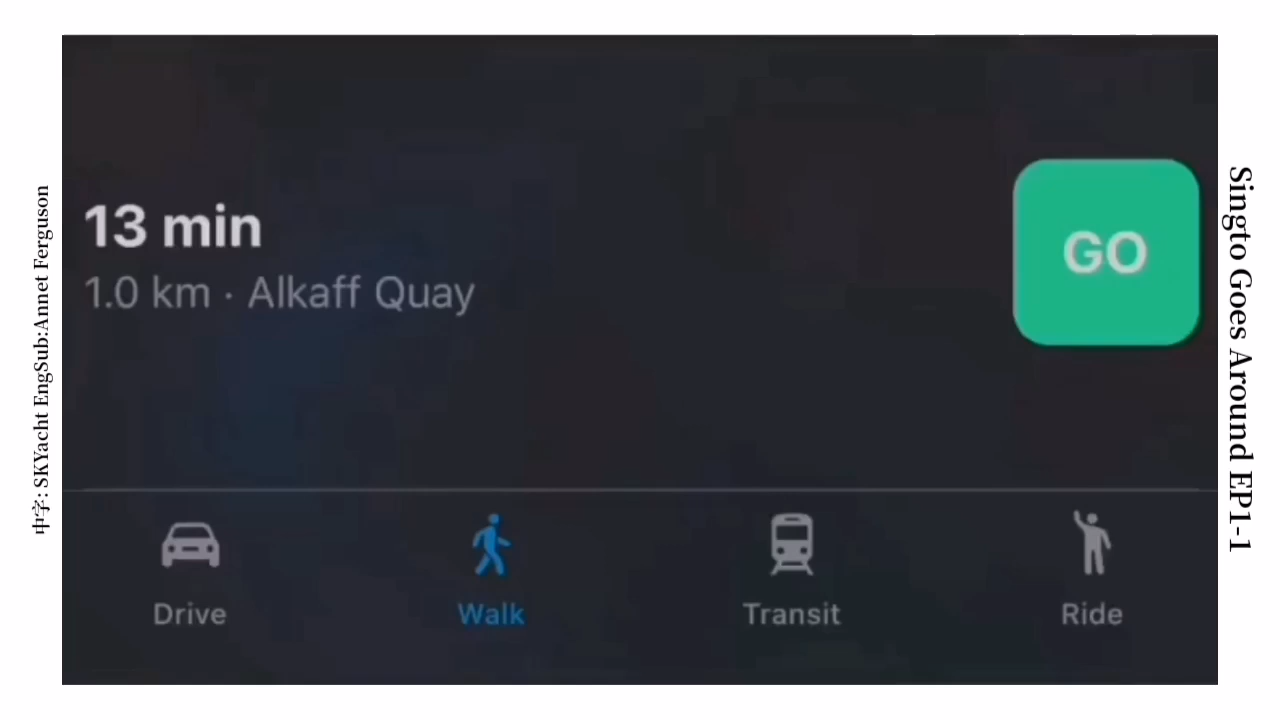 中字: SKYacht EngSub:Annet Ferguson
13 min
1.0 km · Alkaff Quay
GO
Drive
Walk
Transit
Ride
Singto Goes Around EP1-1